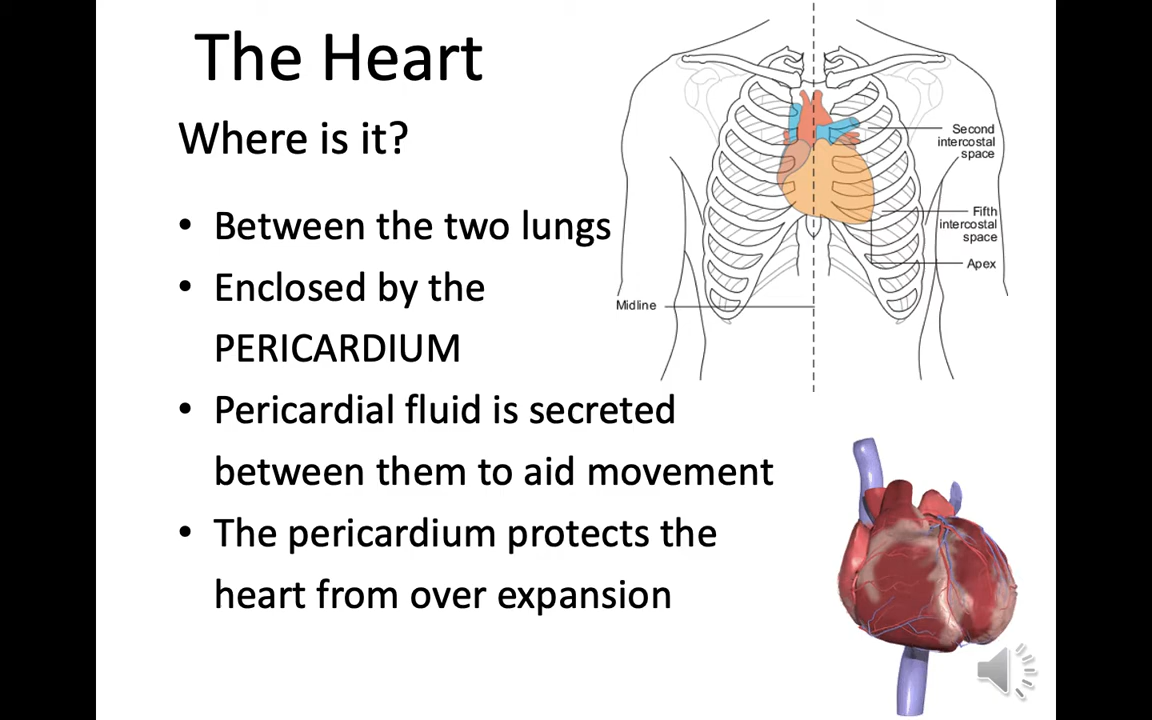 The Heart
Where is it?
• Between the two lungs
• Enclosed by the
PERICARDIUM
• Pericardial fluid is secreted
between them to aid movement
• The pericardium protects the
heart from over expansion
Second
intercostal
space
Fifth
intercostal
space
Apex
Midline